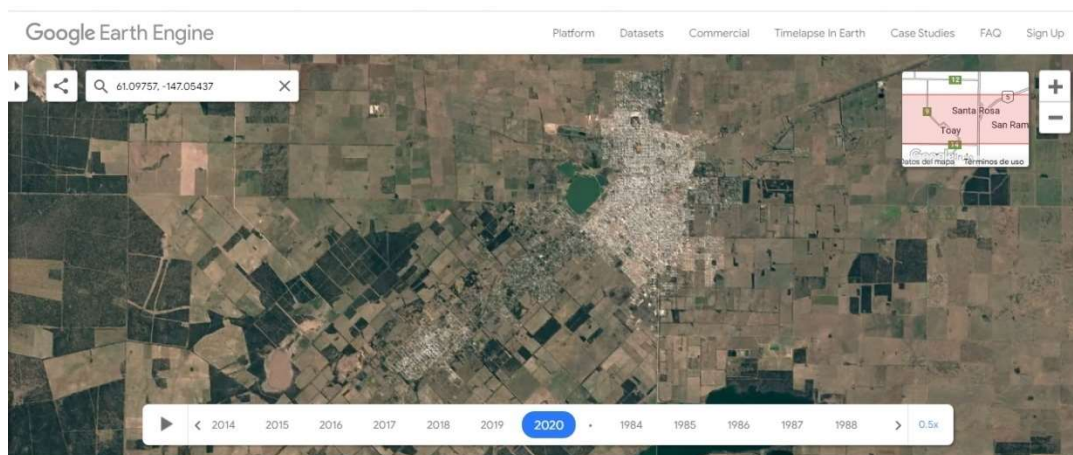 Google Earth Engine
Platform Datasets Commercial Timelapse In Earth Case Studies FAQ Sign Up
61.09757, -147.05437
12
5
9
Santa Rosa
Toay
San Ram
14
Datos del mapa Términos de uso
2014 2015 2016 2017 2018 2019 2020 1984 1985 1986 1987 1988 0.5x